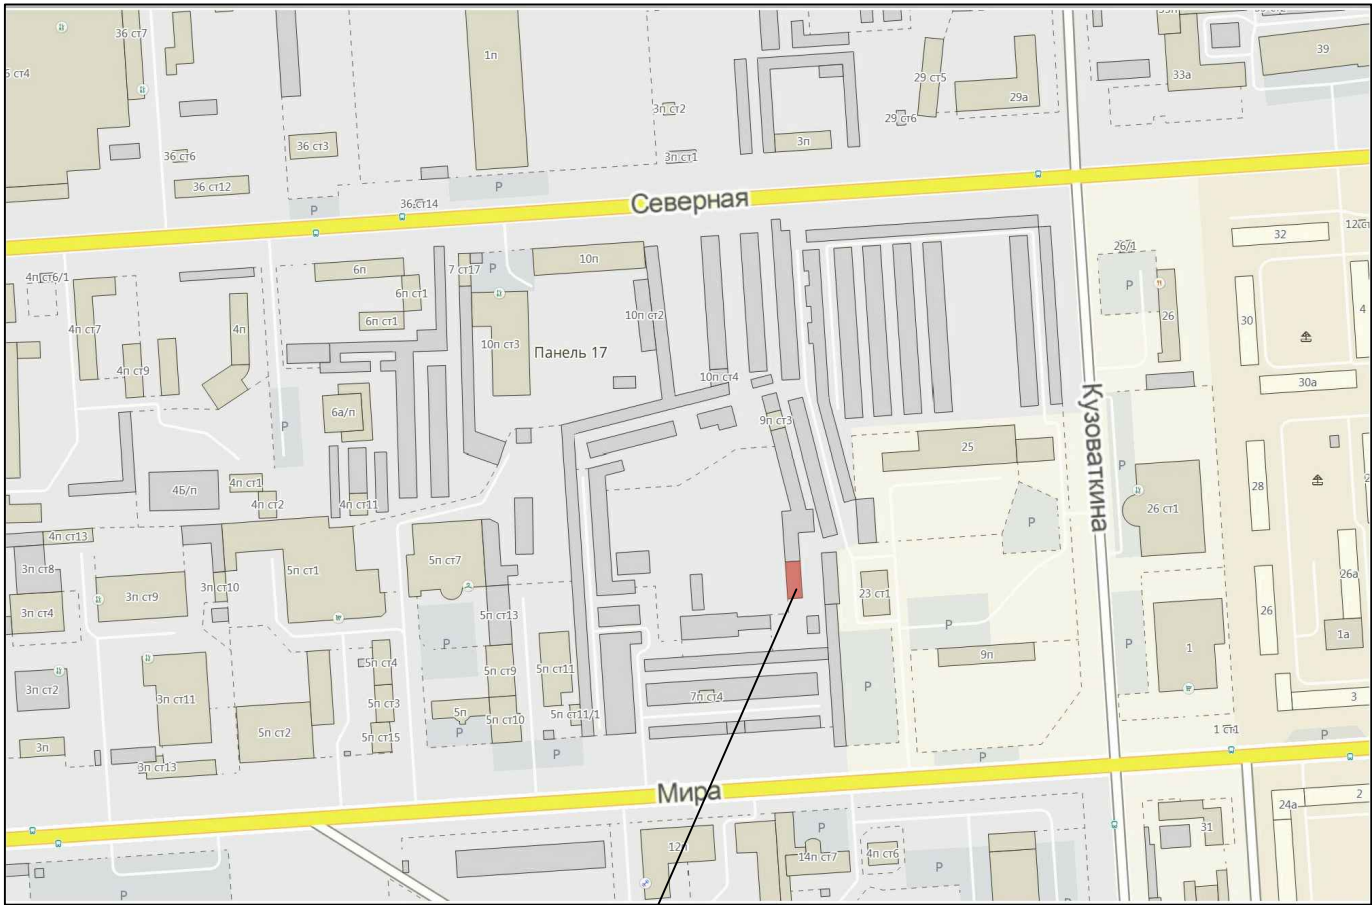 36 ст7
1п
39
33а
5 ст4
29 ст5
29а
3п ст2
29 ст6
3п
36 ст3
36 ст6
3п ст1
36 ст12
Р
Р
36 ст14
Северная
32
26/1
6п
7 ст17
Р
10п
4п ст6/1
Р
26
30
4
6п ст1
6п ст1
4п ст7
4п
10п ст2
10п ст3
Панель 17
4п ст9
10п ст4
30а
6а/п
Р
9п ст3
Кузоваткина
25
Р
28
4Б/п
4п ст1
4п ст2
4п ст11
26 ст1
Р
4п ст13
5п ст7
3п ст8
5п ст1
3п ст10
3п ст9
3п ст4
23 ст1
26а
26
5п ст13
Р
Р
Р
1а
1
9п
5п ст4
5п ст9
5п ст11
3п ст2
3п ст11
Р
7п ст4
3
5п ст3
5п
5п ст10
5п ст11/1
5п ст2
Р
5п ст15
3п
Р
3п ст13
Р
1 ст1
Р
Мира
24а
2
12п
Р
14п ст7
4п ст6
31
Р
Р
Р